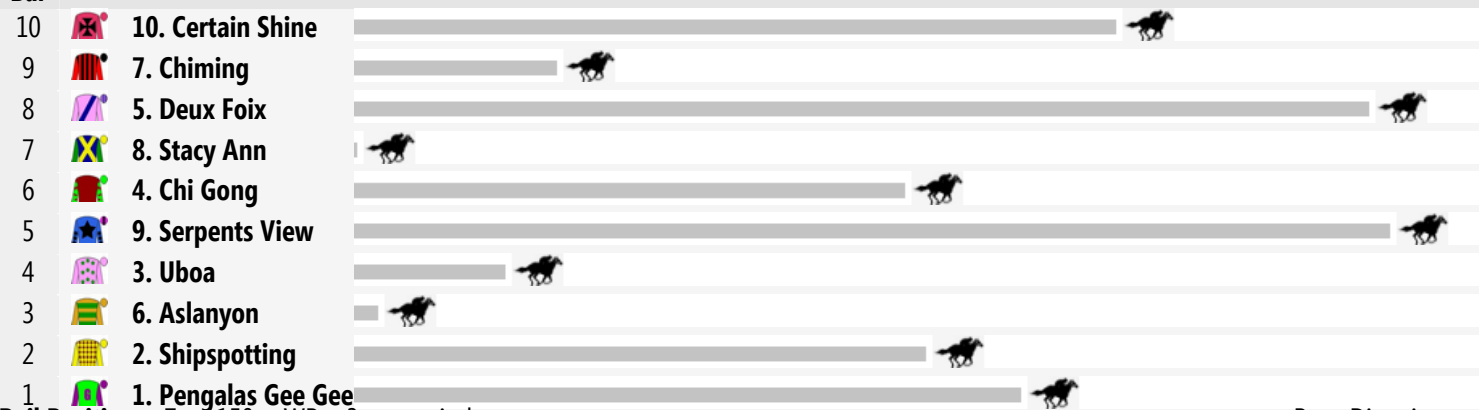 10 10. Certain Shine
9 7. Chiming
8 5. Deux Foix
7 8. Stacy Ann
6 4. Chi Gong
5 9. Serpents View
4 3. Uboa
3 6. Aslanyon
2 2. Shipspotting
1 G 1. Pengalas Gee Gee